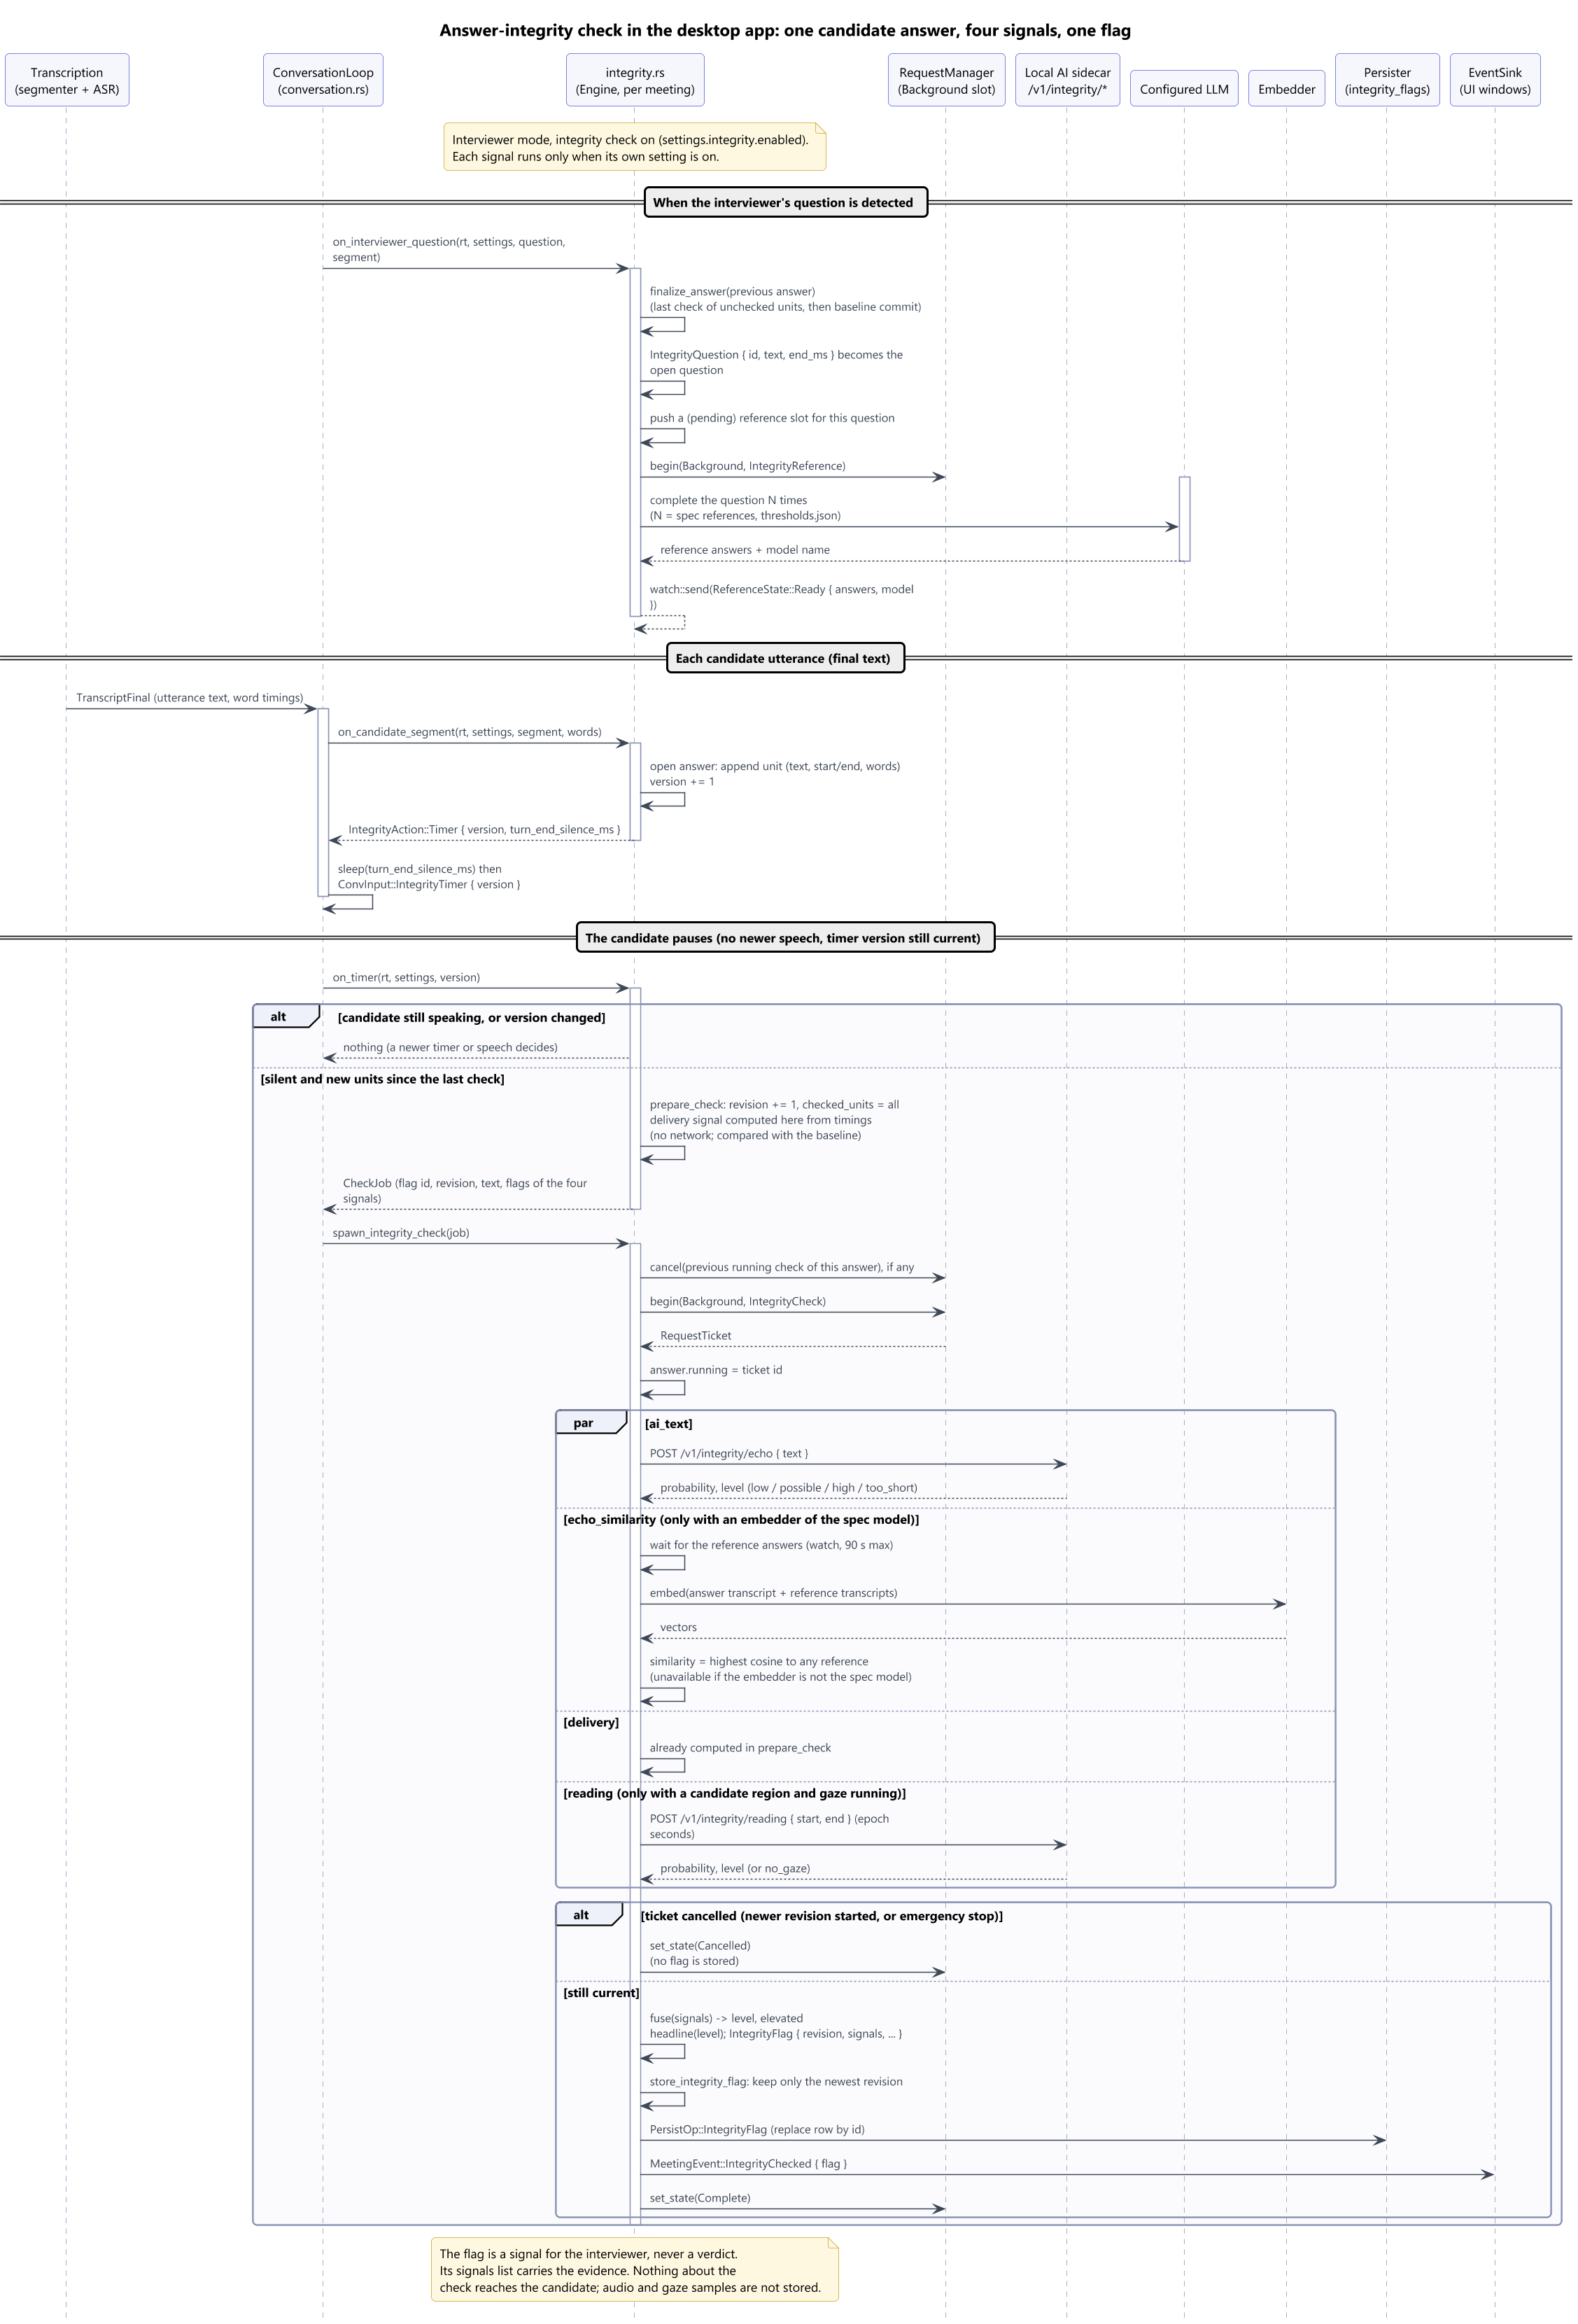 Answer-integrity check in the desktop app: one candidate answer, four signals, one flag
Transcription
(segmenter + ASR)
ConversationLoop
(conversation.rs)
integrity.rs
(Engine, per meeting)
RequestManager
(Background slot)
Local AI sidecar
/v1/integrity/*
Configured LLM
Embedder
Persister
(integrity_flags)
EventSink
(UI windows)
Interviewer mode, integrity check on (settings.integrity.enabled).
Each signal runs only when its own setting is on.
When the interviewer's question is detected
on_interviewer_question(rt, settings, question,
segment)
finalize_answer(previous answer)
(last check of unchecked units, then baseline commit)
IntegrityQuestion { id, text, end_ms } becomes the
open question
push a (pending) reference slot for this question
begin(Background, IntegrityReference)
complete the question N times
(N = spec references, thresholds.json)
reference answers + model name
watch::send(ReferenceState::Ready { answers, model
})
Each candidate utterance (final text)
TranscriptFinal (utterance text, word timings)
on_candidate_segment(rt, settings, segment, words)
open answer: append unit (text, start/end, words)
version += 1
IntegrityAction::Timer { version, turn_end_silence_ms }
sleep(turn_end_silence_ms) then
ConvInput::IntegrityTimer { version }
The candidate pauses (no newer speech, timer version still current)
on_timer(rt, settings, version)
alt
[candidate still speaking, or version changed]
nothing (a newer timer or speech decides)
[silent and new units since the last check]
prepare_check: revision += 1, checked_units = all
delivery signal computed here from timings
(no network; compared with the baseline)
CheckJob (flag id, revision, text, flags of the four
signals)
spawn_integrity_check(job)
cancel(previous running check of this answer), if any
begin(Background, IntegrityCheck)
RequestTicket
answer.running = ticket id
par
[ai_text]
POST /v1/integrity/echo { text }
probability, level (low / possible / high / too_short)
[echo_similarity (only with an embedder of the spec model)]
wait for the reference answers (watch, 90 s max)
embed(answer transcript + reference transcripts)
vectors
similarity = highest cosine to any reference
(unavailable if the embedder is not the spec model)
[delivery]
already computed in prepare_check
[reading (only with a candidate region and gaze running)]
POST /v1/integrity/reading { start, end } (epoch
seconds)
probability, level (or no_gaze)
alt
[ticket cancelled (newer revision started, or emergency stop)]
set_state(Cancelled)
(no flag is stored)
[still current]
fuse(signals) -> level, elevated
headline(level); IntegrityFlag { revision, signals, ... }
store_integrity_flag: keep only the newest revision
PersistOp::IntegrityFlag (replace row by id)
MeetingEvent::IntegrityChecked { flag }
set_state(Complete)
The flag is a signal for the interviewer, never a verdict.
Its signals list carries the evidence. Nothing about the
check reaches the candidate; audio and gaze samples are not stored.